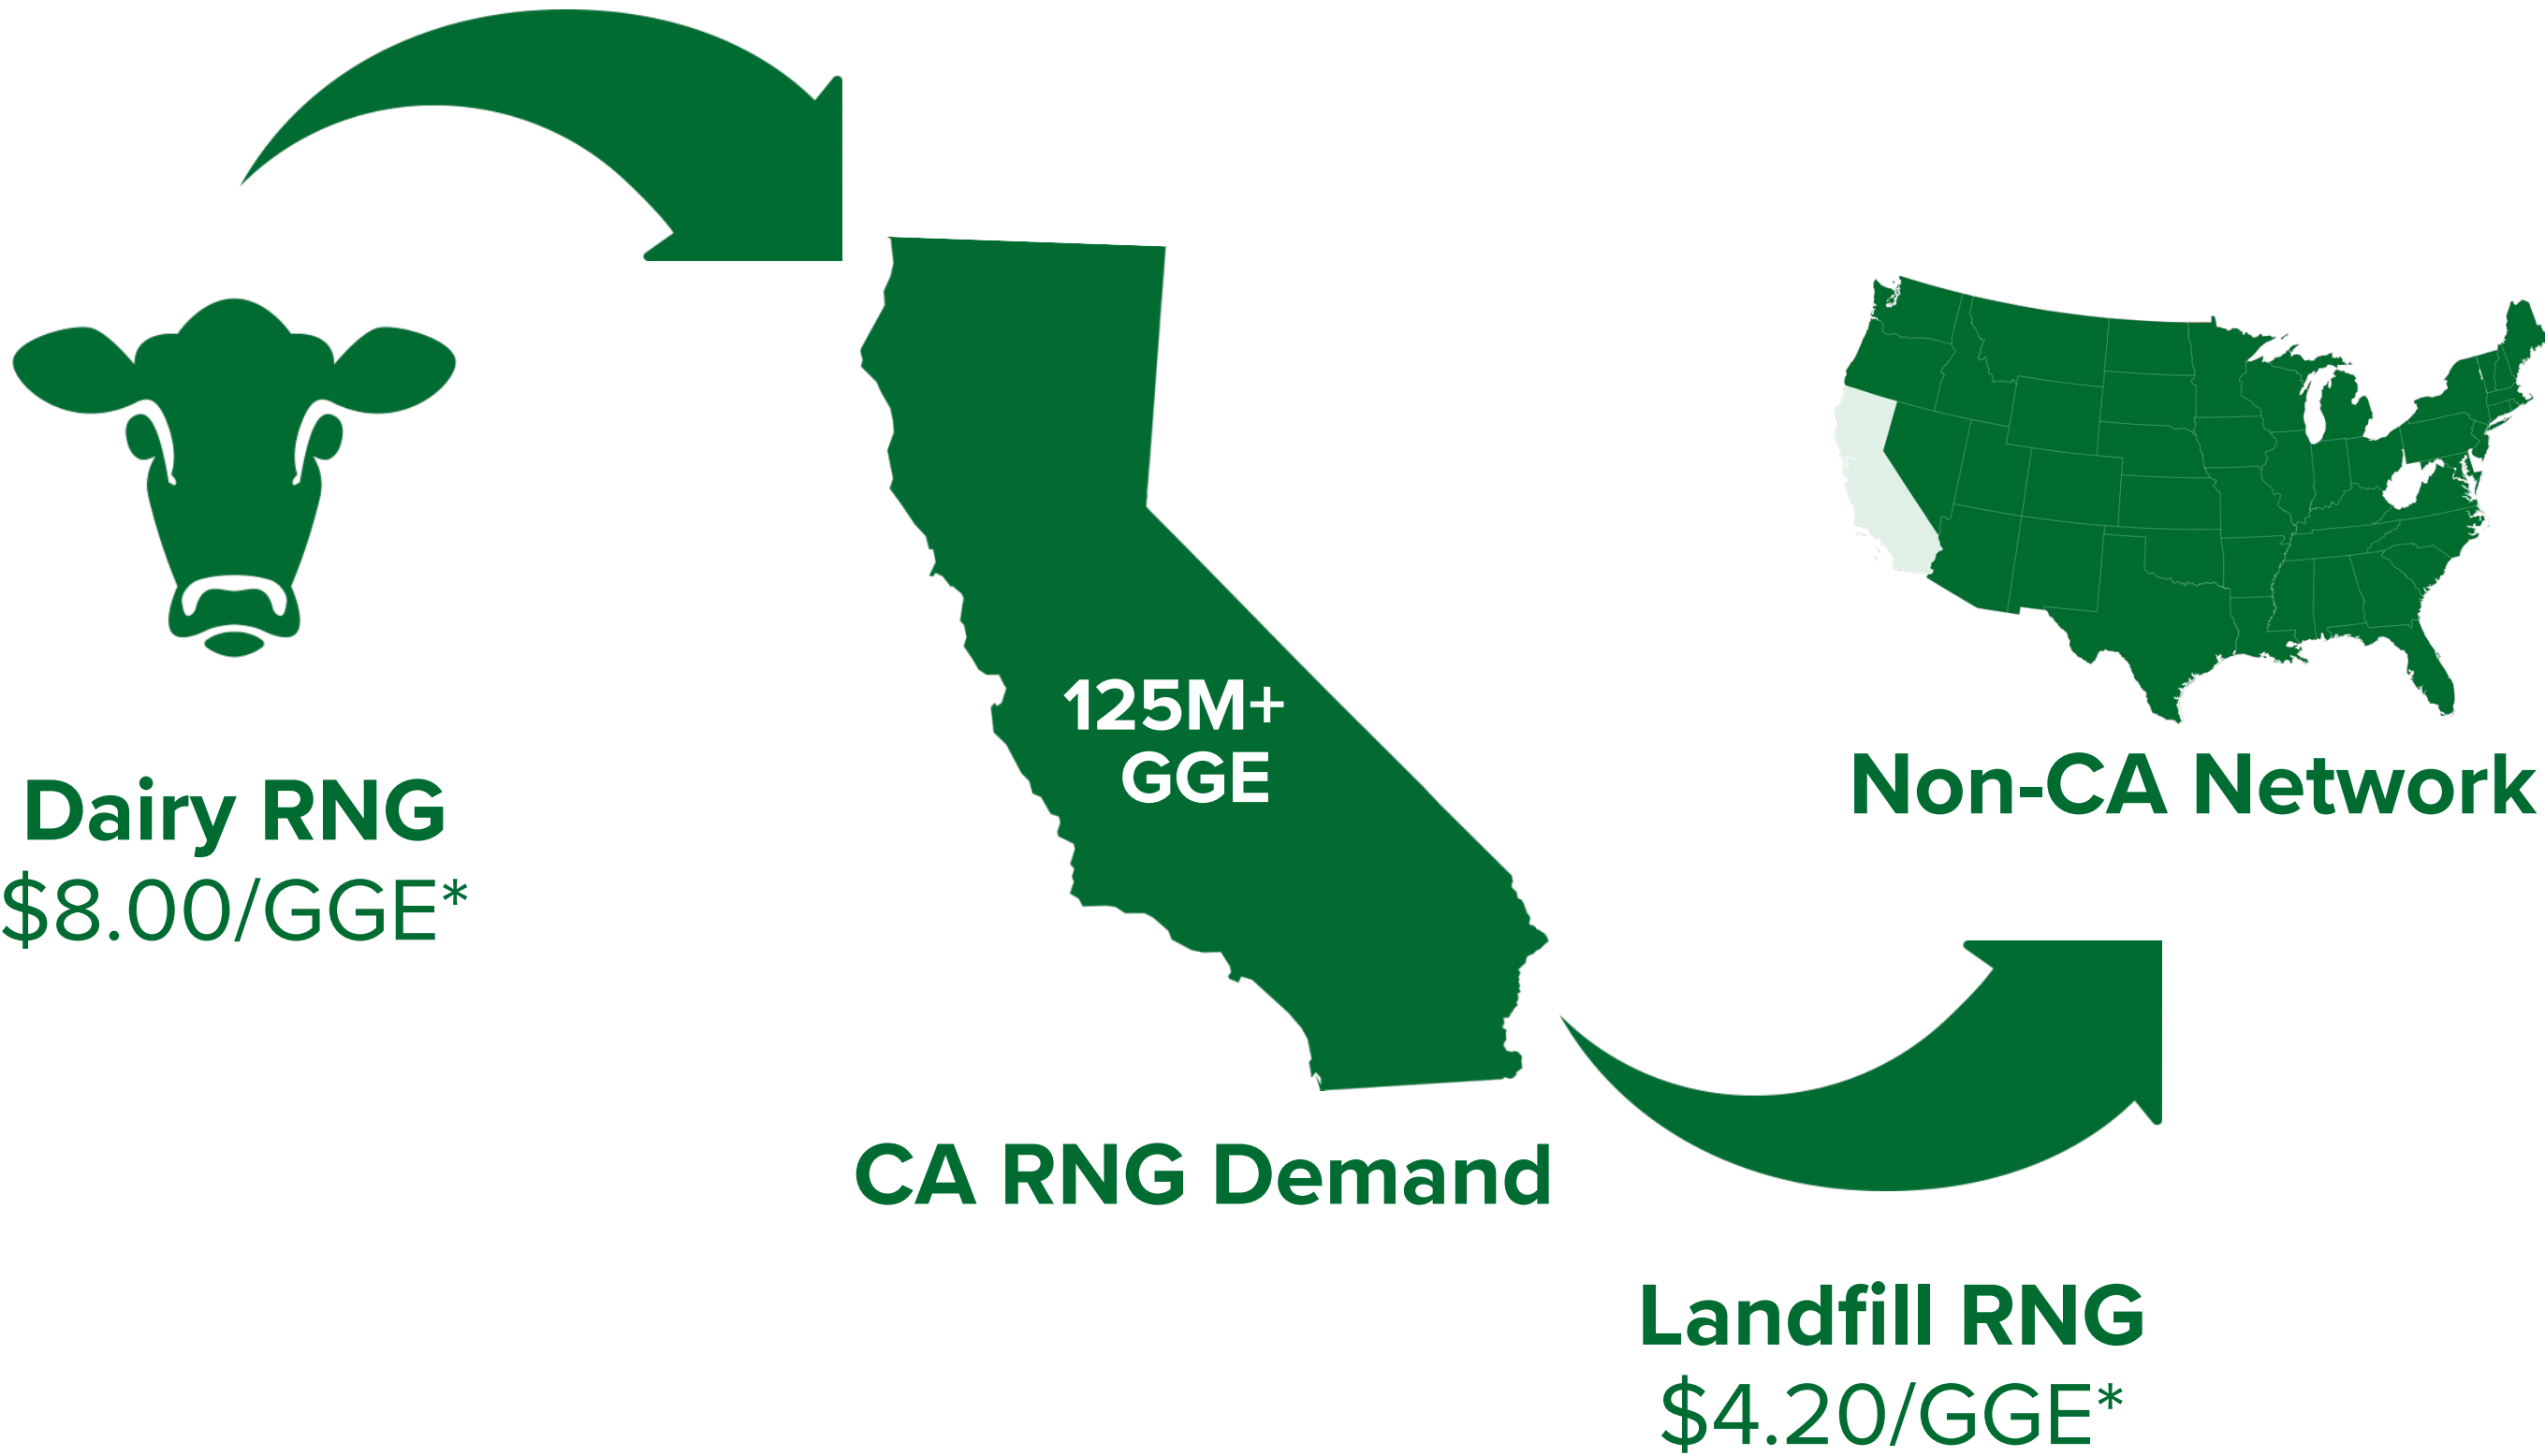 Dairy RNG
$8.00/GGE*
125M+
GGE
CA RNG Demand
Non-CA Network
Landfill RNG
$4.20/GGE*